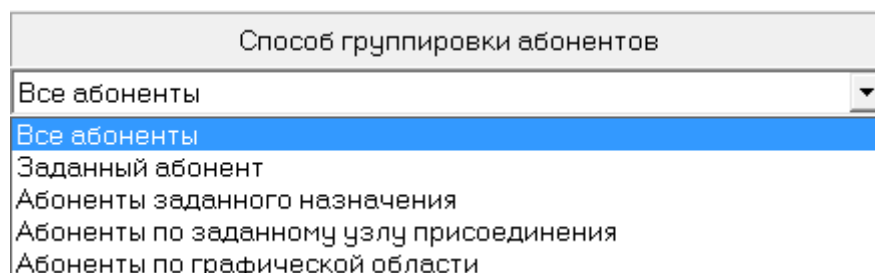 Способ группировки абонентов
Все абоненты
Все абоненты
Заданный абонент
Абоненты заданного назначения
Абоненты по заданному узлу присоединения
Абоненты по графической области